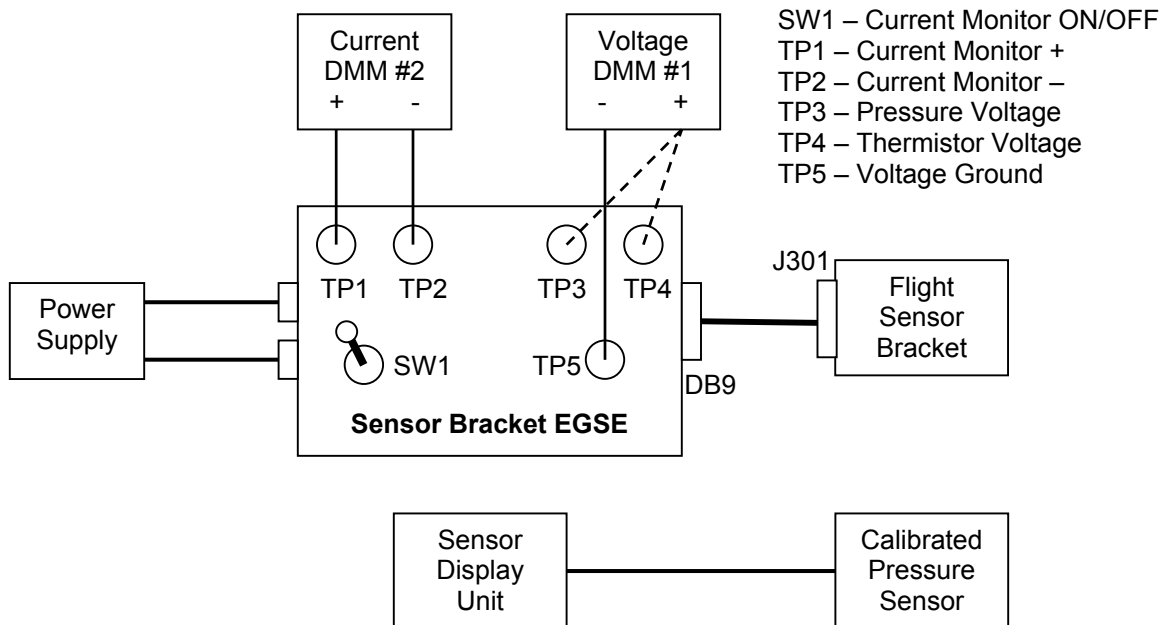 SW1 – Current Monitor ON/OFF
TP1 – Current Monitor +
TP2 – Current Monitor –
TP3 – Pressure Voltage
TP4 – Thermistor Voltage
TP5 – Voltage Ground
Current
DMM #2
+ -
Voltage
DMM #1
- +
TP1 TP2 TP3 TP4
J301
Power
Supply
Flight
Sensor
Bracket
SW1
TP5
DB9
Sensor Bracket EGSE
Sensor
Display
Unit
Calibrated
Pressure
Sensor